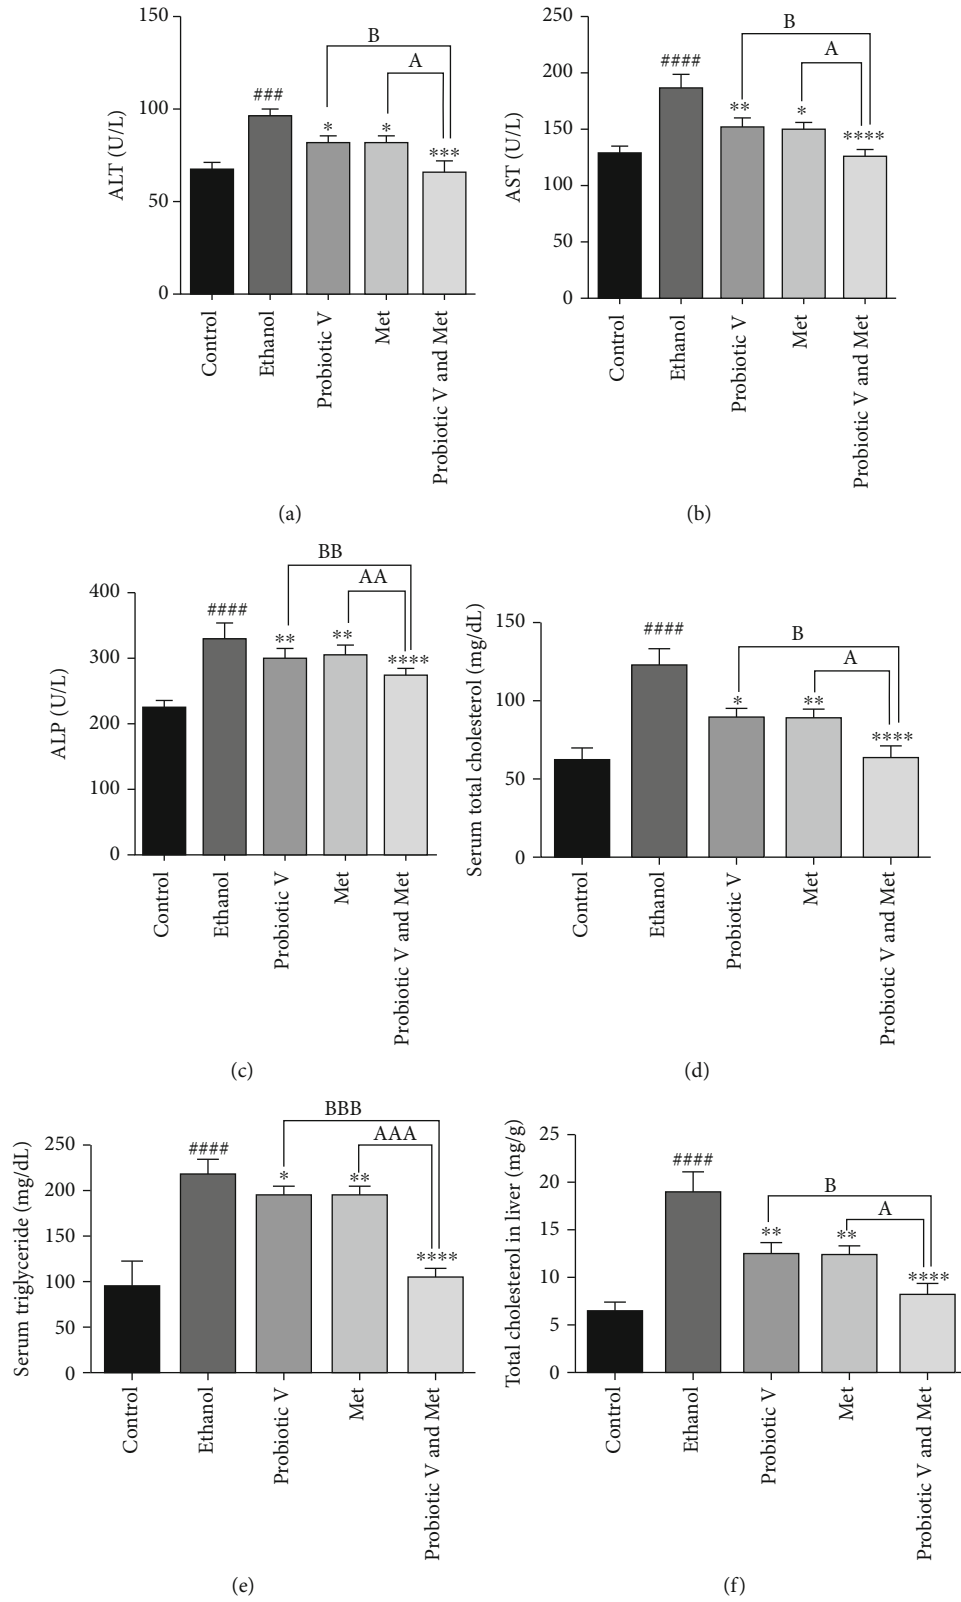 150
100
50
0
ALT (U/L)
###
*
*
***
B
A
Control
Ethanol
Probiotic V
Met
Probiotic V and Met
(a)
250
200
150
100
50
0
AST (U/L)
####
**
*
****
B
A
Control
Ethanol
Probiotic V
Met
Probiotic V and Met
(b)
400
300
200
100
0
ALP (U/L)
####
**
**
****
BB
AA
Control
Ethanol
Probiotic V
Met
Probiotic V and Met
(c)
150
100
50
0
Serum total cholesterol (mg/dL)
####
*
**
****
B
A
Control
Ethanol
Probiotic V
Met
Probiotic V and Met
(d)
250
200
150
100
50
0
Serum triglyceride (mg/dL)
####
*
**
****
BBB
AAA
Control
Ethanol
Probiotic V
Met
Probiotic V and Met
(e)
25
20
15
10
5
0
Total cholesterol in liver (mg/g)
####
**
**
****
B
A
Control
Ethanol
Probiotic V
Met
Probiotic V and Met
(f)